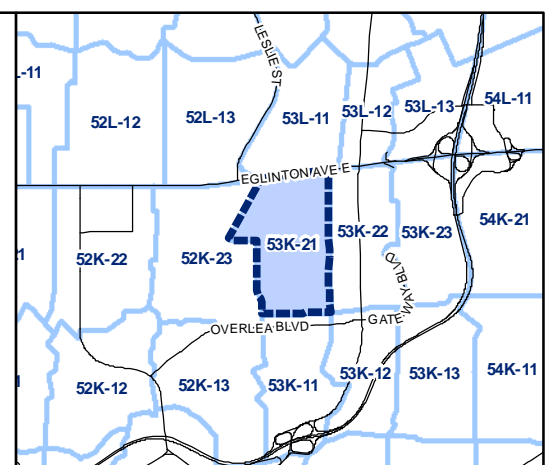 LESLIE ST
-11
52L-12
52L-13
53L-11
53L-12
53L-13
54L-11
EGLINTON AVE E
52K-22
52K-23
53K-21
53K-22
53K-23
54K-21
OVERLEA BLVD
GATEWAY BLVD
52K-12
52K-13
53K-11
53K-12
53K-13
54K-11